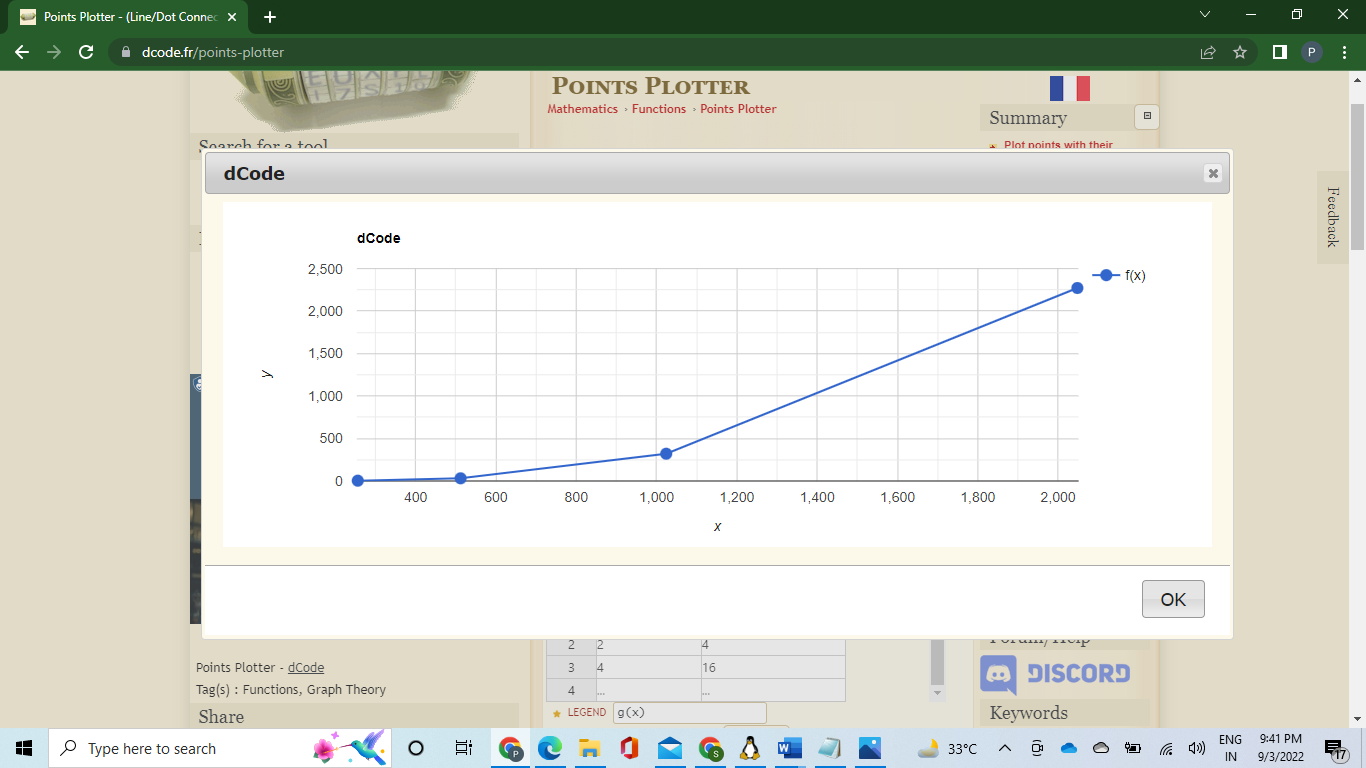 Points Plotter - (Line/Dot Connec
dcode.fr/points-plotter
P
POINTS PLOTTER
Mathematics › Functions › Points Plotter
Summary
Search for a tool
Plot points with their
Feedback
dCode
dCode
2,500
2,000
1,500
1,000
500
0
y
f(x)
400 600 800 1,000 1,200 1,400 1,600 1,800 2,000
x
OK
2 2 4
3 4 16
4 ... ...
LEGEND g(x)
Forum/Help
DISCORD
Keywords
Points Plotter - dCode
Tag(s) : Functions, Graph Theory
Share
Type here to search
P
S
W
33°C
ENG
IN
9:41 PM
9/3/2022
17